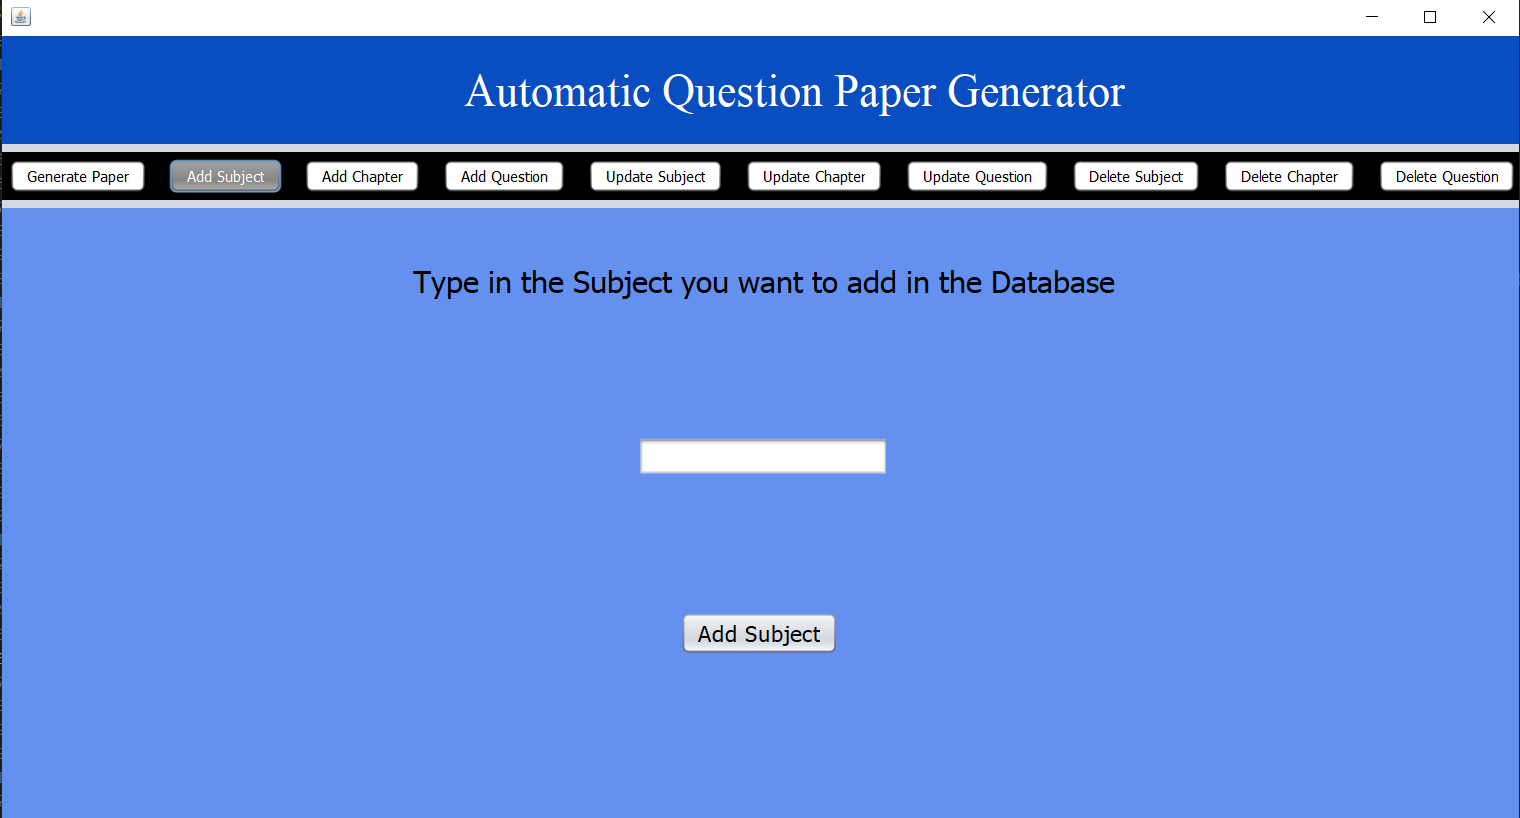 Automatic Question Paper Generator
Generate Paper Add Subject Add Chapter Add Question Update Subject Update Chapter Update Question Delete Subject Delete Chapter Delete Question
Type in the Subject you want to add in the Database
Add Subject